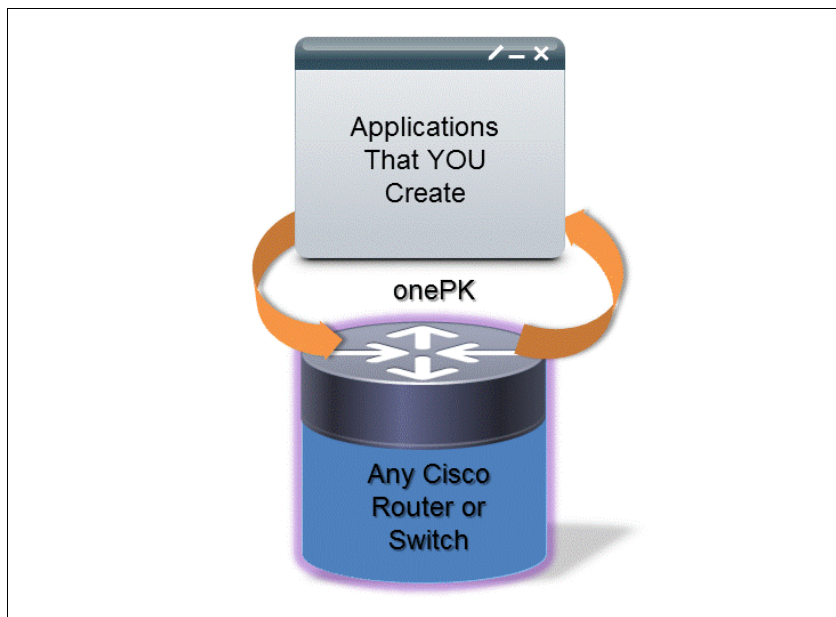 Applications
That YOU
Create
onePK
Any Cisco
Router or
Switch